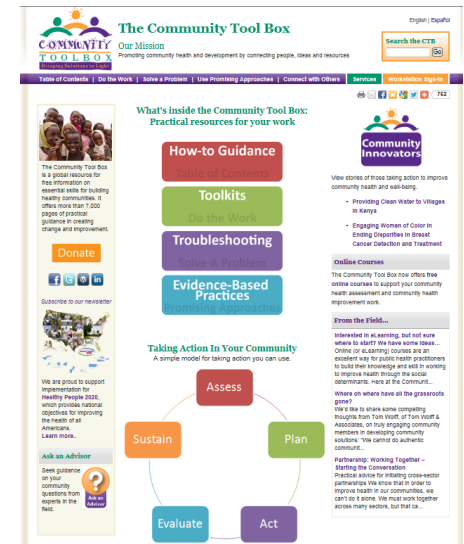 COMMUNITY
TOOLBOX
Bringing Solutions to Light
The Community Tool Box
Our Mission
Promoting community health and development by connecting people, ideas and resources
English | Español
Search the CTB
Go
Table of Contents | Do the Work | Solve a Problem | Use Promising Approaches | Connect with Others
Services
Workstation Sign-in
762
The Community Tool Box
is a global resource for
free information on
essential skills for building
healthy communities. It
offers more than 7,000
pages of practical
guidance in creating
change and improvement.
Donate
Subscribe to our newsletter
We are proud to support
implementation for
Healthy People 2020,
which provides national
objectives for improving
the health of all
Americans.
Learn more..
Ask an Advisor
Seek guidance
on your
community
questions from
experts in the
field.
Ask an
Advisor
What's inside the Community Tool Box:
Practical resources for your work
How-to Guidance
Table of Contents
Toolkits
Do the Work
Troubleshooting
Solve A Problem
Evidence-Based
Practices
Promising Approaches
Taking Action In Your Community
A simple model for taking action you can use.
Assess
Plan
Act
Evaluate
Sustain
Community
Innovators
View stories of those taking action to improve
community health and well-being.
• Providing Clean Water to Villages
in Kenya
• Engaging Women of Color in
Ending Disparities in Breast
Cancer Detection and Treatment
Online Courses
The Community Tool Box now offers free
online courses to support your community
health assessment and community health
improvement work.
From the Field...
Interested in eLearning, but not sure
where to start? We have some ideas...
Online (or eLearning) courses are an
excellent way for public health practitioners
to build their knowledge and skill in working
to improve health through the social
determinants. Here at the Communit...
Where oh where have all the grassroots
gone?
We'd like to share some compelling
thoughts from Tom Wolff, of Tom Wolff &
Associates, on truly engaging community
members in developing community
solutions: "We cannot do authentic
communit...
Partnership: Working Together –
Starting the Conversation
Practical advice for initiating cross-sector
partnerships We know that in order to
improve health in our communities, we
can't do it alone. We must work together
across many sectors, but that ca...